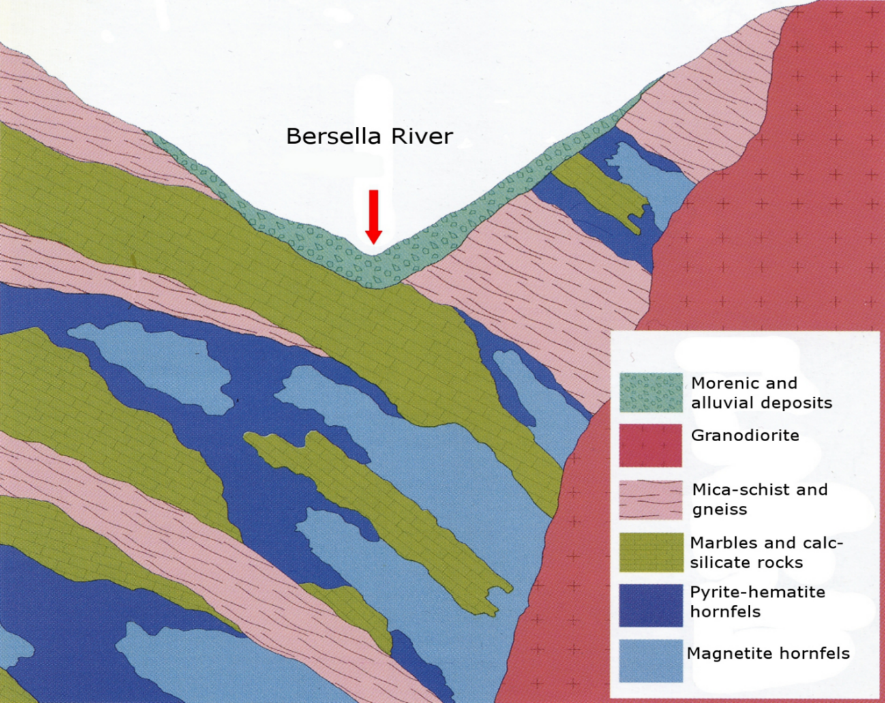 Bersella River
Morenic and
alluvial deposits
Granodiorite
Mica-schist and
gneiss
Marbles and calc-
silicate rocks
Pyrite-hematite
hornfels
Magnetite hornfels